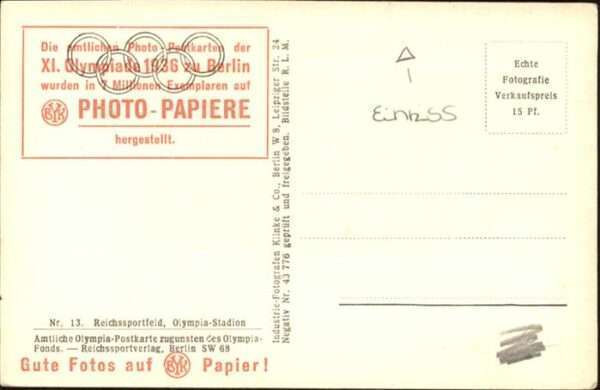 Die amtlichen Photo-Postkarten der
XI. Olympiade 1936 zu Berlin
wurden in 7 Millionen Exemplaren auf
PHOTO-PAPIERE
hergestellt.
Nr. 13. Reichssportfeld, Olympia-Stadion
Amtliche Olympia-Postkarte zugunsten des Olympia-
Fonds. — Reichssportverlag, Berlin SW 68
Gute Fotos auf BYK Papier!
Industrie-Fotografen Klinke & Co., Berlin W 8, Leipziger Str. 24
Negativ Nr. 43 776 geprüft und freigegeben. Bildstelle R. L. M.
Echte
Fotografie
Verkaufspreis
15 Pf.